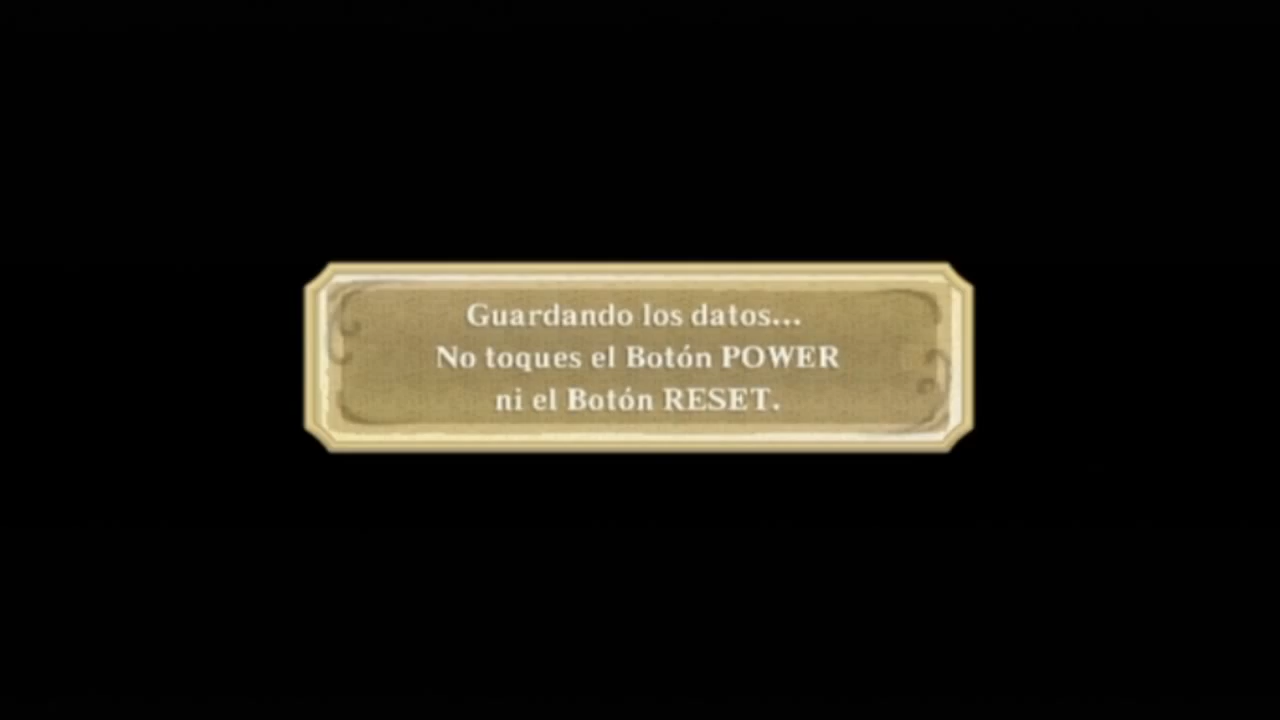 Guardando los datos...
No toques el Botón POWER
ni el Botón RESET.